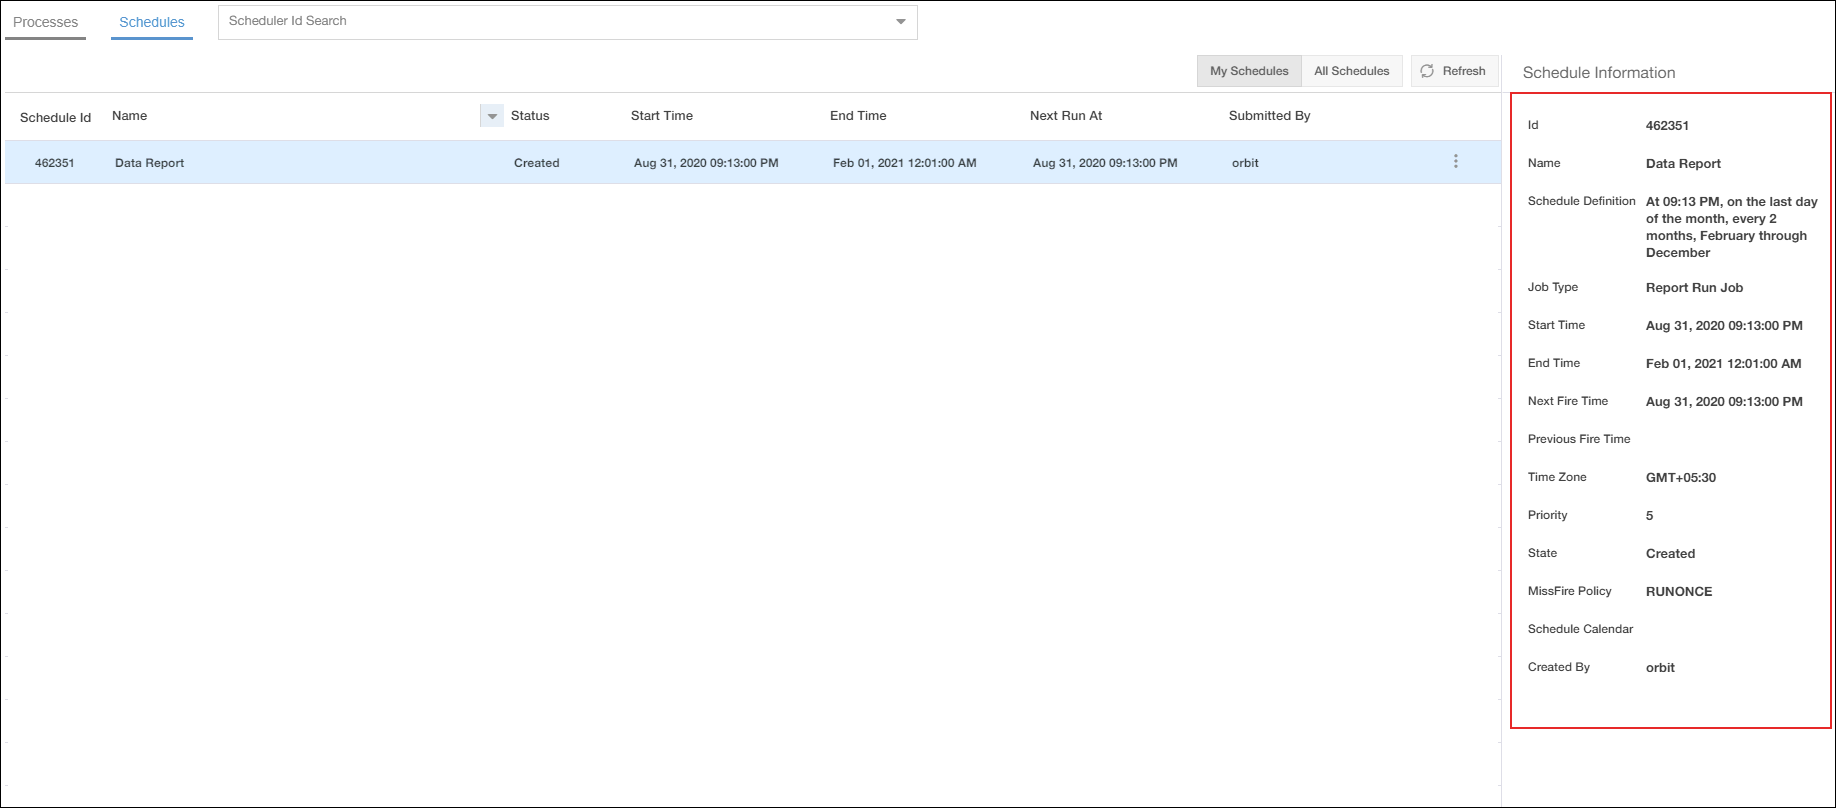 Processes Schedules Scheduler Id Search
My Schedules All Schedules Refresh
Schedule Id Name Status Start Time End Time Next Run At Submitted By
462351 Data Report Created Aug 31, 2020 09:13:00 PM Feb 01, 2021 12:01:00 AM Aug 31, 2020 09:13:00 PM orbit
Schedule Information
Id 462351
Name Data Report
Schedule Definition At 09:13 PM, on the last day
of the month, every 2
months, February through
December
Job Type Report Run Job
Start Time Aug 31, 2020 09:13:00 PM
End Time Feb 01, 2021 12:01:00 AM
Next Fire Time Aug 31, 2020 09:13:00 PM
Previous Fire Time
Time Zone GMT+05:30
Priority 5
State Created
MissFire Policy RUNONCE
Schedule Calendar
Created By orbit